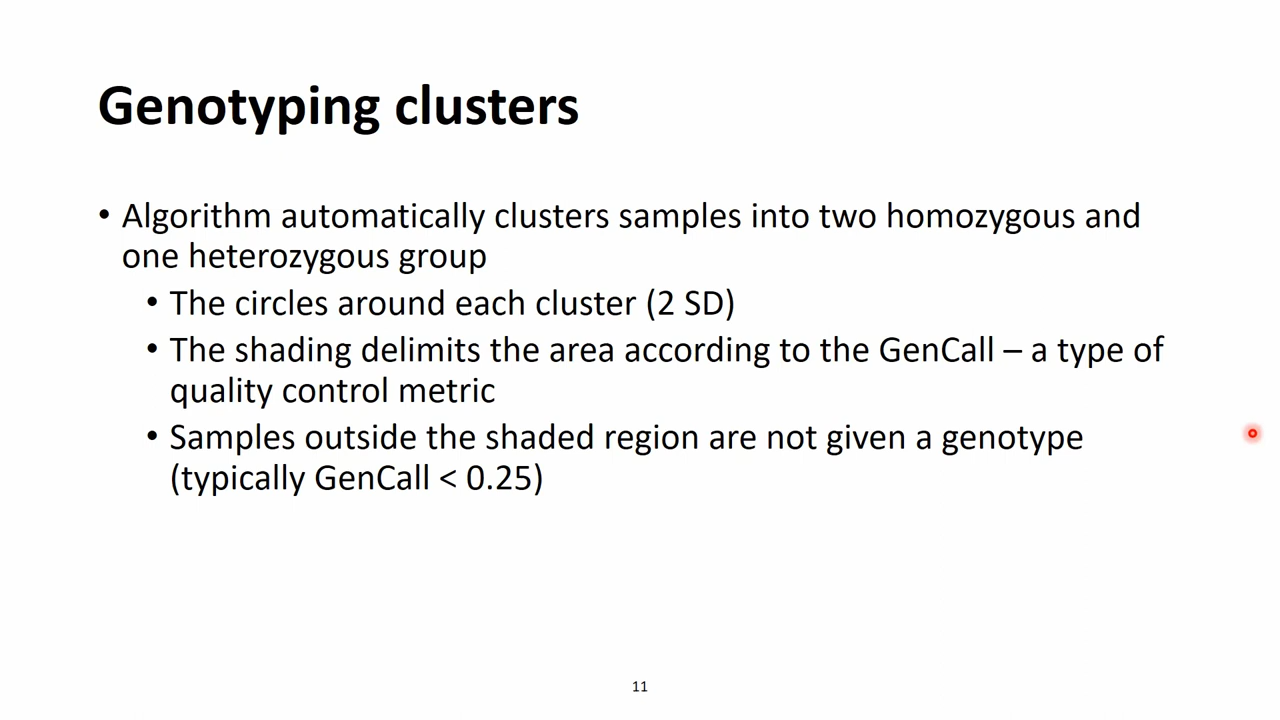 Genotyping clusters
• Algorithm automatically clusters samples into two homozygous and
one heterozygous group
• The circles around each cluster (2 SD)
• The shading delimits the area according to the GenCall – a type of
quality control metric
• Samples outside the shaded region are not given a genotype
(typically GenCall < 0.25)
11